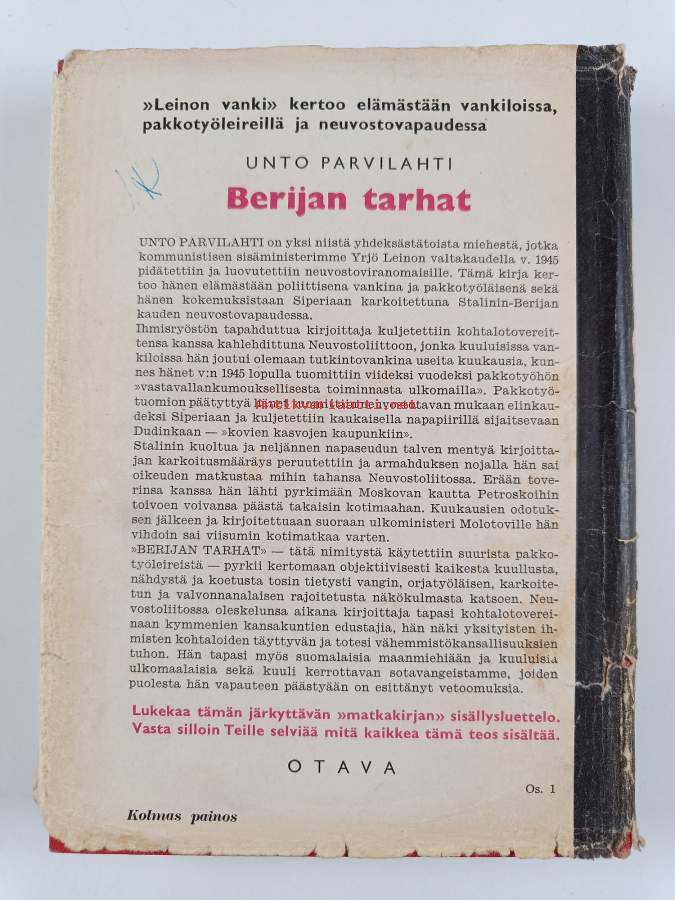 »Leinon vanki» kertoo elämästään vankiloissa,
pakkotyöleireillä ja neuvostovapaudessa
UNTO PARVILAHTI
Berijan tarhat
UNTO PARVILAHTI on yksi niistä yhdeksästätoista miehestä, jotka
kommunistisen sisäministerimme Yrjö Leinon valtakaudella v. 1945
pidätettiin ja luovutettiin neuvostoviranomaisille. Tämä kirja ker-
too hänen elämästään poliittisena vankina ja pakkotyöläisenä sekä
hänen kokemuksistaan Siperiaan karkoitettuna Stalinin-Berijan
kauden neuvostovapaudessa.
Ihmisryöstön tapahduttua kirjoittaja kuljetettiin kohtalotovereit-
tensa kanssa kahlehdittuna Neuvostoliittoon, jonka kuuluisissa van-
kiloissa hän joutui olemaan tutkintovankina useita kuukausia, kun-
nes hänet v:n 1945 lopulla tuomittiin viideksi vuodeksi pakkotyöhön
»vastavallankumouksellisesta toiminnasta ulkomailla». Pakkotyö-
tuomion päätyttyä hänet tuomittiin neuvostotavan mukaan elinkau-
deksi Siperiaan ja kuljetettiin kaukaisella napapiirillä sijaitsevaan
Dudinkaan — »kovien kasvojen kaupunkiin».
Stalinin kuoltua ja neljännen napaseudun talven mentyä kirjoitta-
jan karkoitusmääräys peruutettiin ja armahduksen nojalla hän sai
oikeuden matkustaa mihin tahansa Neuvostoliitossa. Erään tove-
rinsa kanssa hän lähti pyrkimään Moskovan kautta Petroskoihin
toivoen voivansa päästä takaisin kotimaahan. Kuukausien odotuk-
sen jälkeen ja kirjoitettuaan suoraan ulkoministeri Molotoville hän
vihdoin sai viisumin kotimatkaa varten.
»BERIJAN TARHAT» — tätä nimitystä käytettiin suurista pakko-
työleireistä — pyrkii kertomaan objektiivisesti kaikesta kuullusta,
nähdystä ja koetusta tosin tietysti vangin, orjatyöläisen, karkoite-
tun ja valvonnanalaisen rajoitetusta näkökulmasta katsoen. Neu-
vostoliitossa oleskelunsa aikana kirjoittaja tapasi kohtalotoverei-
naan kymmenien kansakuntien edustajia, hän näki yksityisten ih-
misten kohtaloiden täyttyvän ja totesi vähemmistökansallisuuksien
tuhon. Hän tapasi myös suomalaisia maanmiehiään ja kuuluisia
ulkomaalaisia sekä kuuli kerrottavan sotavangeistamme, joiden
puolesta hän vapauteen päästyään on esittänyt vetoomuksia.
Lukekaa tämän järkyttävän »matkakirjan» sisällysluettelo.
Vasta silloin Teille selviää mitä kaikkea tämä teos sisältää.
OTAVA
Os. 1
Kolmas painos